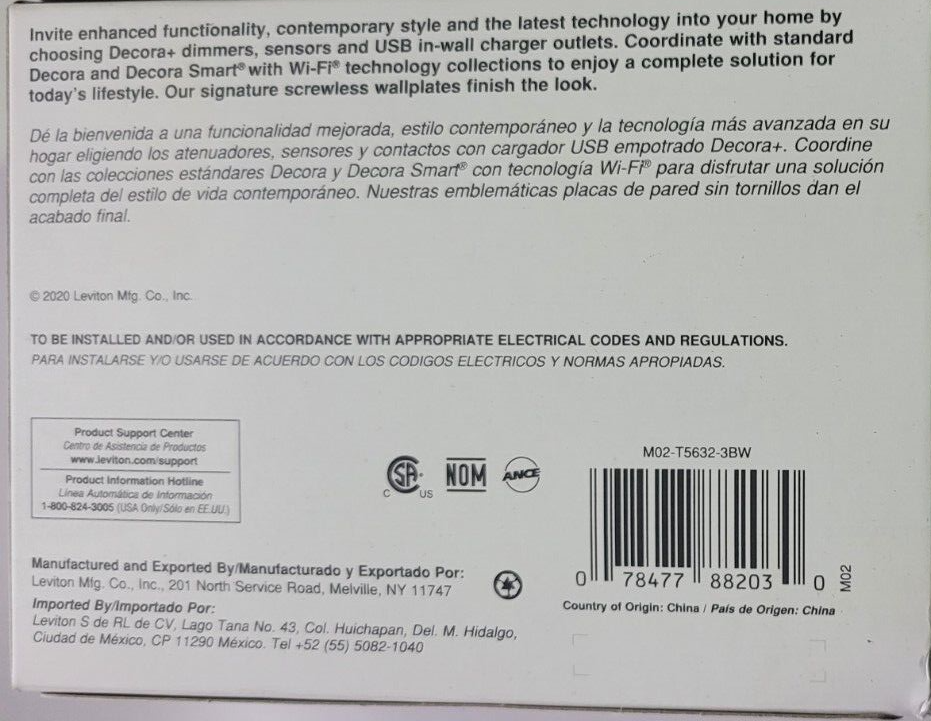 Invite enhanced functionality, contemporary style and the latest technology into your home by
choosing Decora+ dimmers, sensors and USB in-wall charger outlets. Coordinate with standard
Decora and Decora Smart® with Wi-Fi® technology collections to enjoy a complete solution for
today's lifestyle. Our signature screwless wallplates finish the look.
Dé la bienvenida a una funcionalidad mejorada, estilo contemporáneo y la tecnología más avanzada en su
hogar eligiendo los atenuadores, sensores y contactos con cargador USB empotrado Decora+. Coordine
con las colecciones estándares Decora y Decora Smart® con tecnología Wi-Fi® para disfrutar una solución
completa del estilo de vida contemporáneo. Nuestras emblemáticas placas de pared sin tornillos dan el
acabado final.
© 2020 Leviton Mfg. Co., Inc.
TO BE INSTALLED AND/OR USED IN ACCORDANCE WITH APPROPRIATE ELECTRICAL CODES AND REGULATIONS.
PARA INSTALARSE Y/O USARSE DE ACUERDO CON LOS CODIGOS ELECTRICOS Y NORMAS APROPIADAS.
Product Support Center
Centro de Asistencia de Productos
www.leviton.com/support
Product Information Hotline
Línea Automática de Información
1-800-824-3005 (USA Only/Sólo en EE.UU.)
C SA US NOM ANCE
M02-T5632-3BW
0 78477 88203 0
M02
Country of Origin: China / País de Origen: China
Manufactured and Exported By/Manufacturado y Exportado Por:
Leviton Mfg. Co., Inc., 201 North Service Road, Melville, NY 11747
Imported By/Importado Por:
Leviton S de RL de CV, Lago Tana No. 43, Col. Huichapan, Del. M. Hidalgo,
Ciudad de México, CP 11290 México. Tel +52 (55) 5082-1040